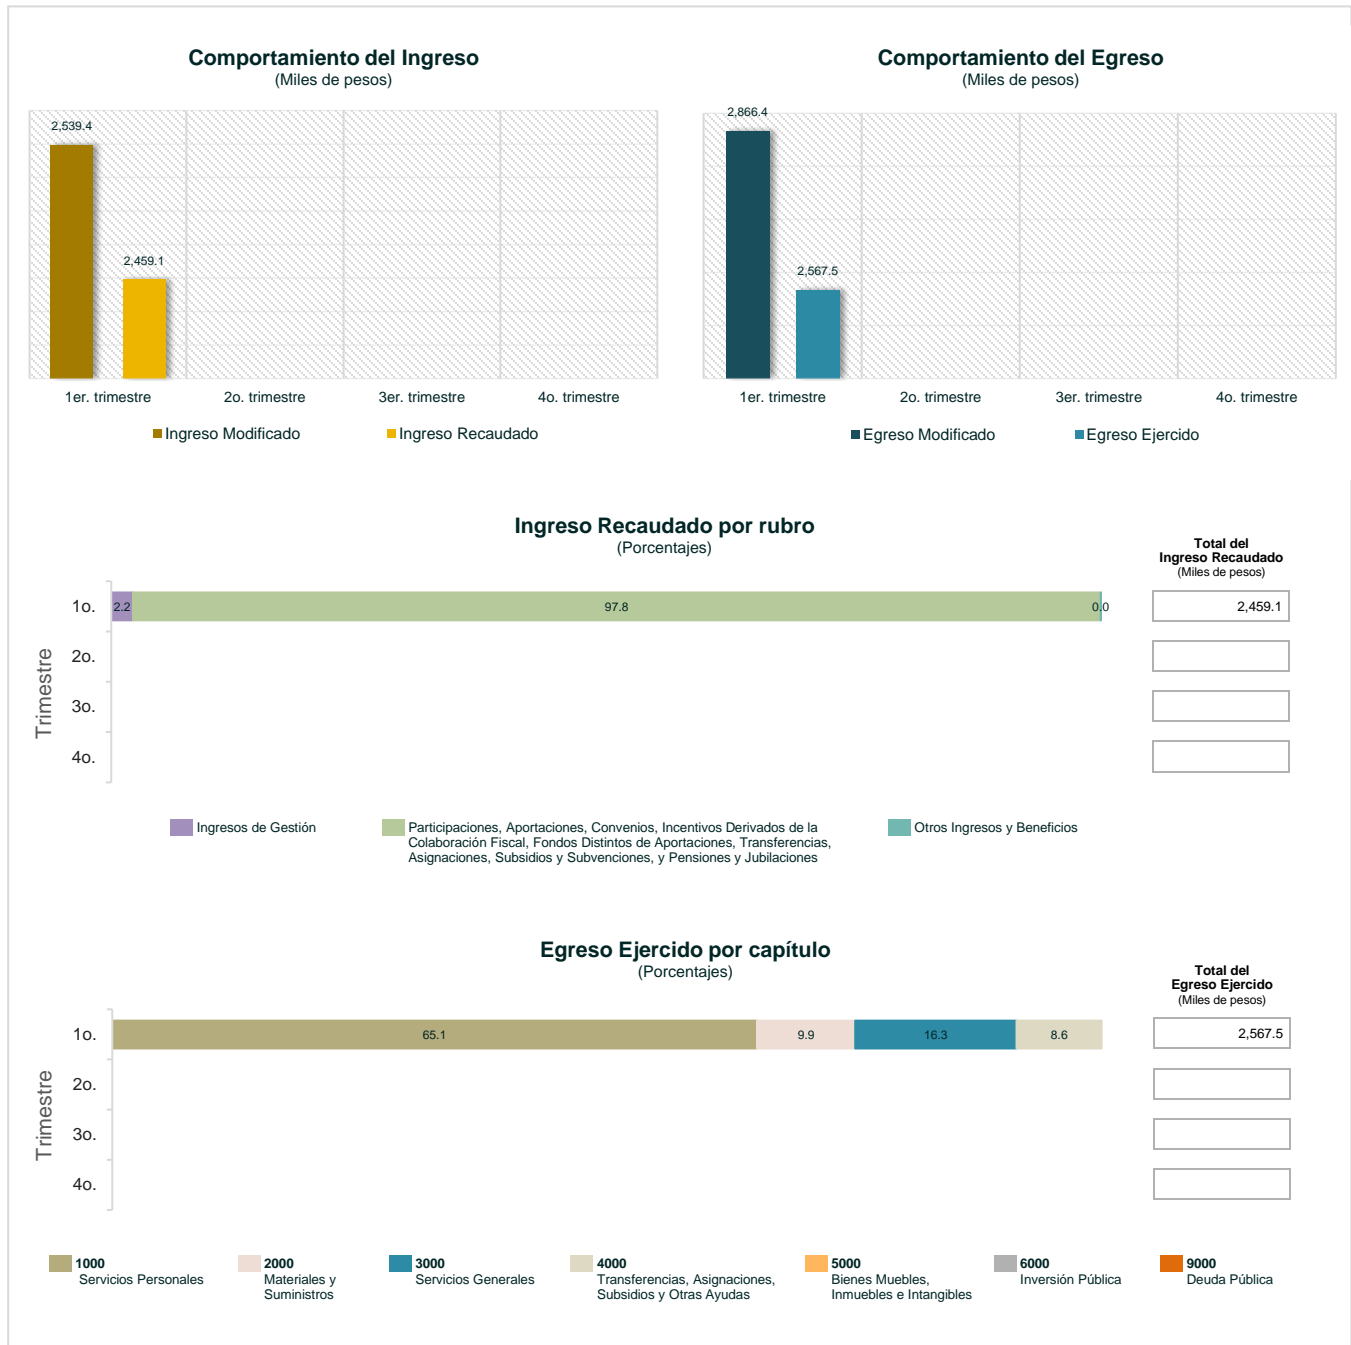 Comportamiento del Ingreso
(Miles de pesos)
2,539.4
2,459.1
1er. trimestre
2o. trimestre
3er. trimestre
4o. trimestre
Ingreso Modificado
Ingreso Recaudado
Comportamiento del Egreso
(Miles de pesos)
2,866.4
2,567.5
1er. trimestre
2o. trimestre
3er. trimestre
4o. trimestre
Egreso Modificado
Egreso Ejercido
Ingreso Recaudado por rubro
(Porcentajes)
Total del
Ingreso Recaudado
(Miles de pesos)
Trimestre
1o.
2.2
97.8
0.0
2,459.1
2o.
3o.
4o.
Ingresos de Gestión
Participaciones, Aportaciones, Convenios, Incentivos Derivados de la
Colaboración Fiscal, Fondos Distintos de Aportaciones, Transferencias,
Asignaciones, Subsidios y Subvenciones, y Pensiones y Jubilaciones
Otros Ingresos y Beneficios
Egreso Ejercido por capítulo
(Porcentajes)
Total del
Egreso Ejercido
(Miles de pesos)
Trimestre
1o.
65.1
9.9
16.3
8.6
2,567.5
2o.
3o.
4o.
1000
Servicios Personales
2000
Materiales y
Suministros
3000
Servicios Generales
4000
Transferencias, Asignaciones,
Subsidios y Otras Ayudas
5000
Bienes Muebles,
Inmuebles e Intangibles
6000
Inversión Pública
9000
Deuda Pública